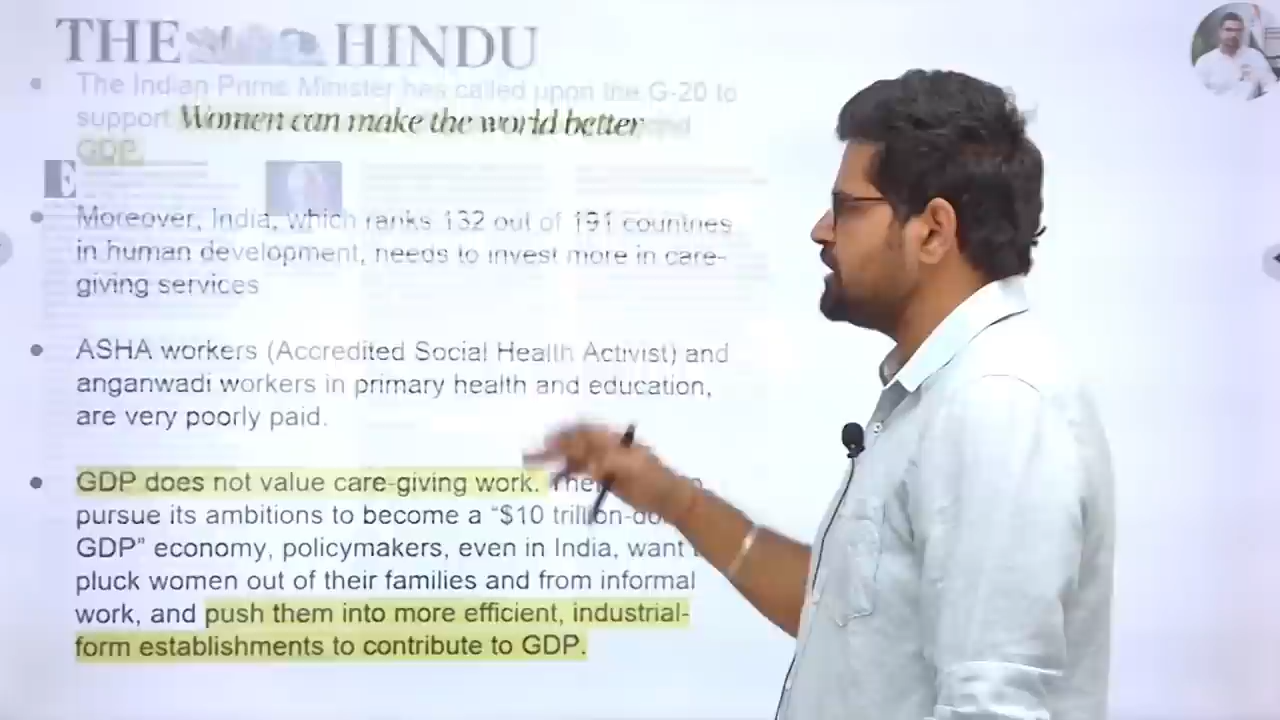 THE HINDU
The Indian Prime Minister has called upon the G-20 to
support
Women can make the world better
GDP.
E
Moreover, India, which ranks 132 out of 191 countries
in human development, needs to invest more in care-
giving services
ASHA workers (Accredited Social Health Activist) and
anganwadi workers in primary health and education,
are very poorly paid.
GDP does not value care-giving work.
pursue its ambitions to become a “$10
GDP” economy, policymakers, even in India, want
pluck women out of their families and from informal
work, and push them into more efficient, industrial-
form establishments to contribute to GDP.